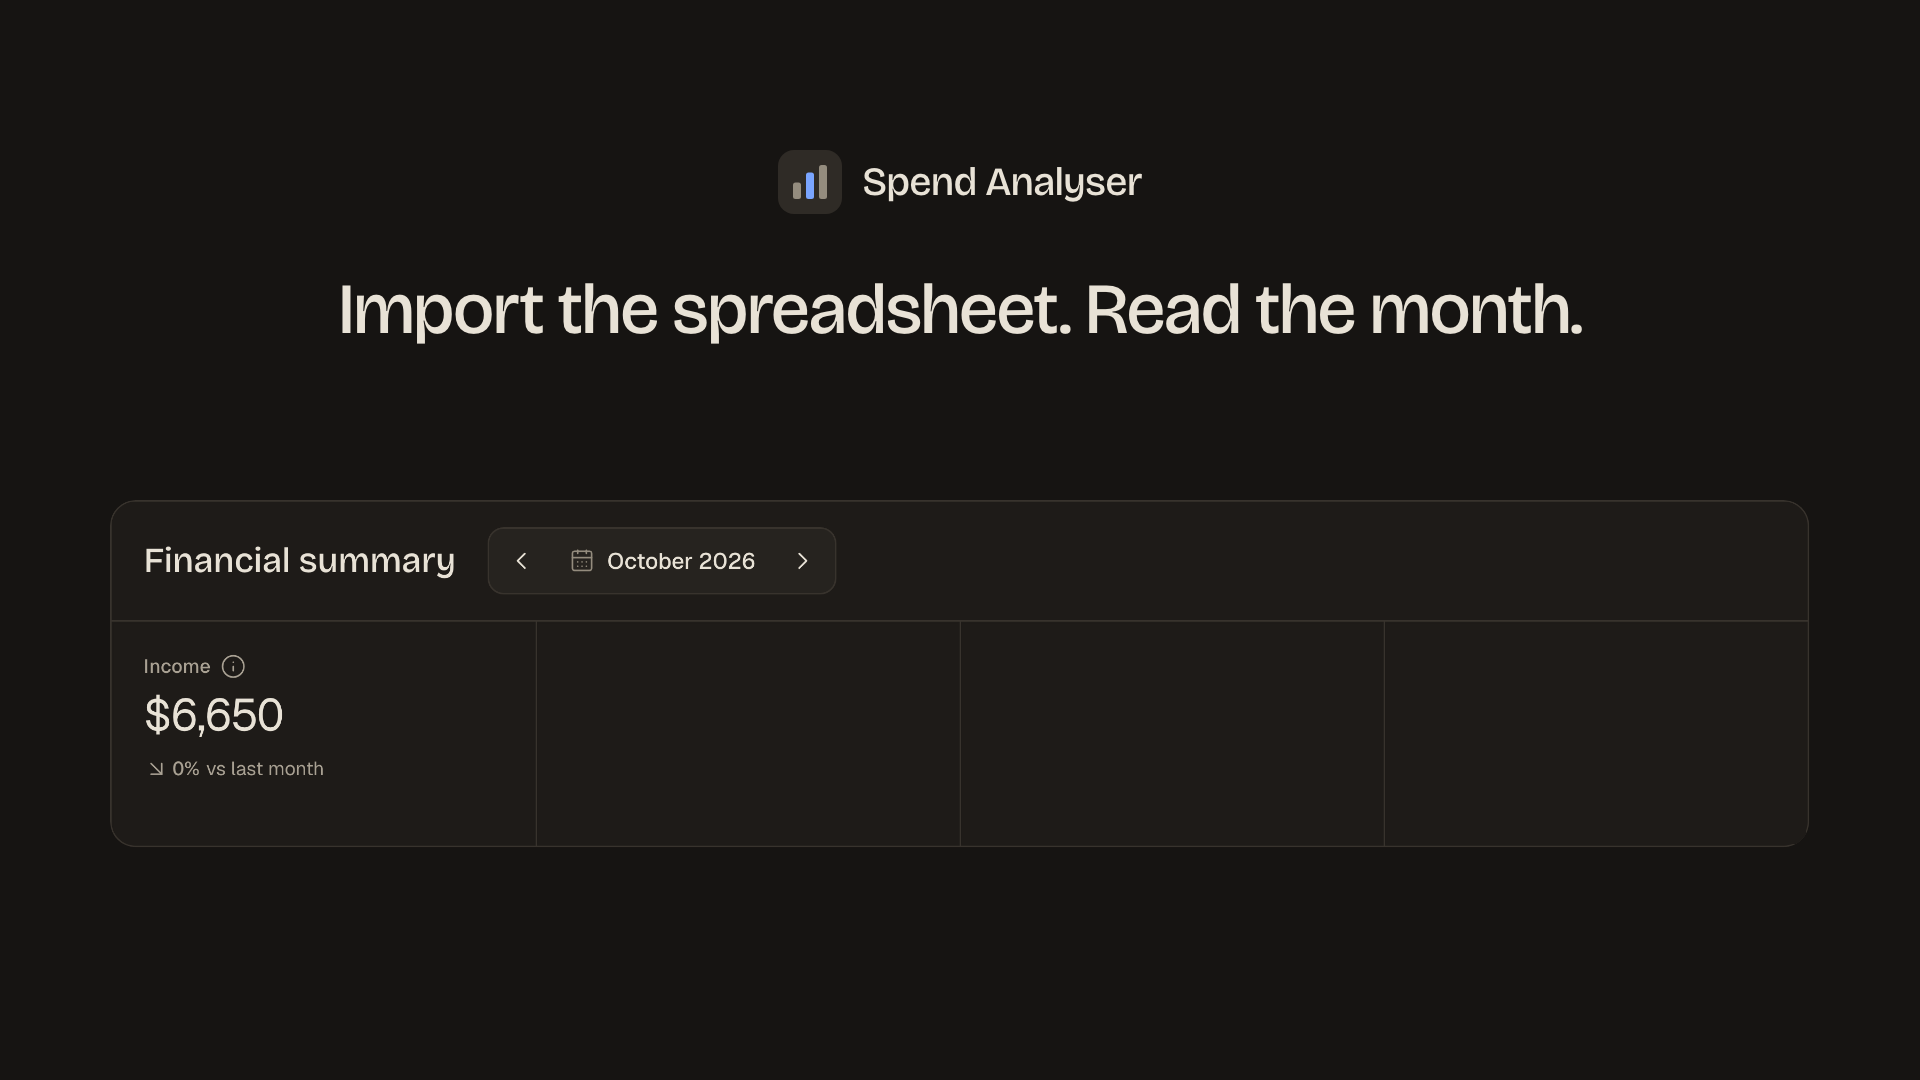 Spend Analyser
Import the spreadsheet. Read the month.
Financial summary
October 2026
Income
$6,650
0% vs last month